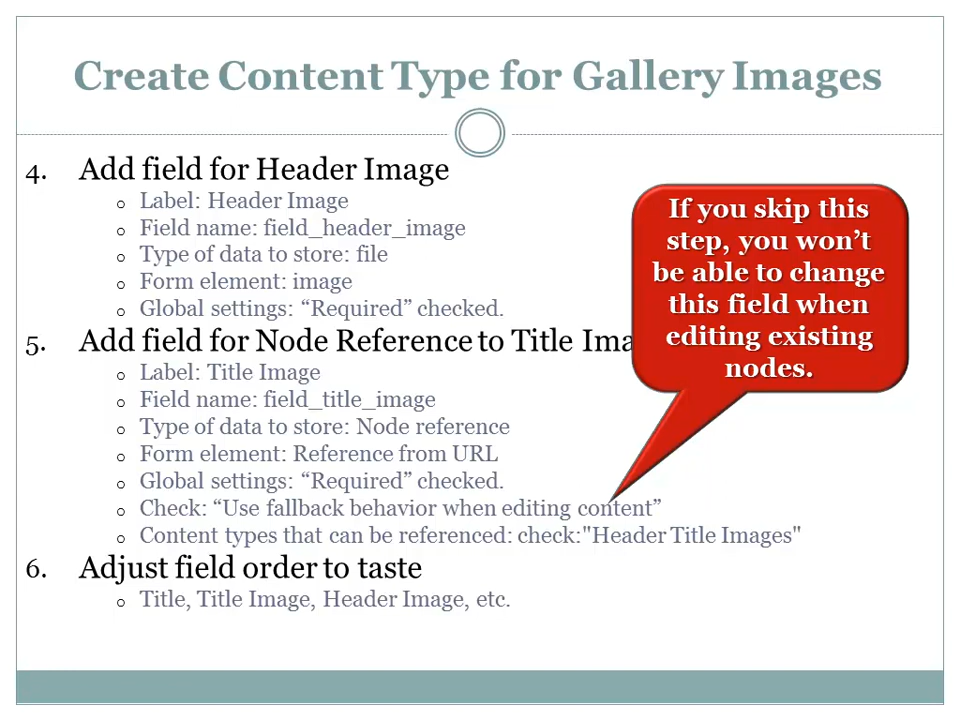 Create Content Type for Gallery Images
4. Add field for Header Image
o Label: Header Image
o Field name: field_header_image
o Type of data to store: file
o Form element: image
o Global settings: “Required” checked.
5. Add field for Node Reference to Title Ima
o Label: Title Image
o Field name: field_title_image
o Type of data to store: Node reference
o Form element: Reference from URL
o Global settings: “Required” checked.
o Check: “Use fallback behavior when editing content”
o Content types that can be referenced: check:"Header Title Images"
6. Adjust field order to taste
o Title, Title Image, Header Image, etc.
If you skip this
step, you won’t
be able to change
this field when
editing existing
nodes.